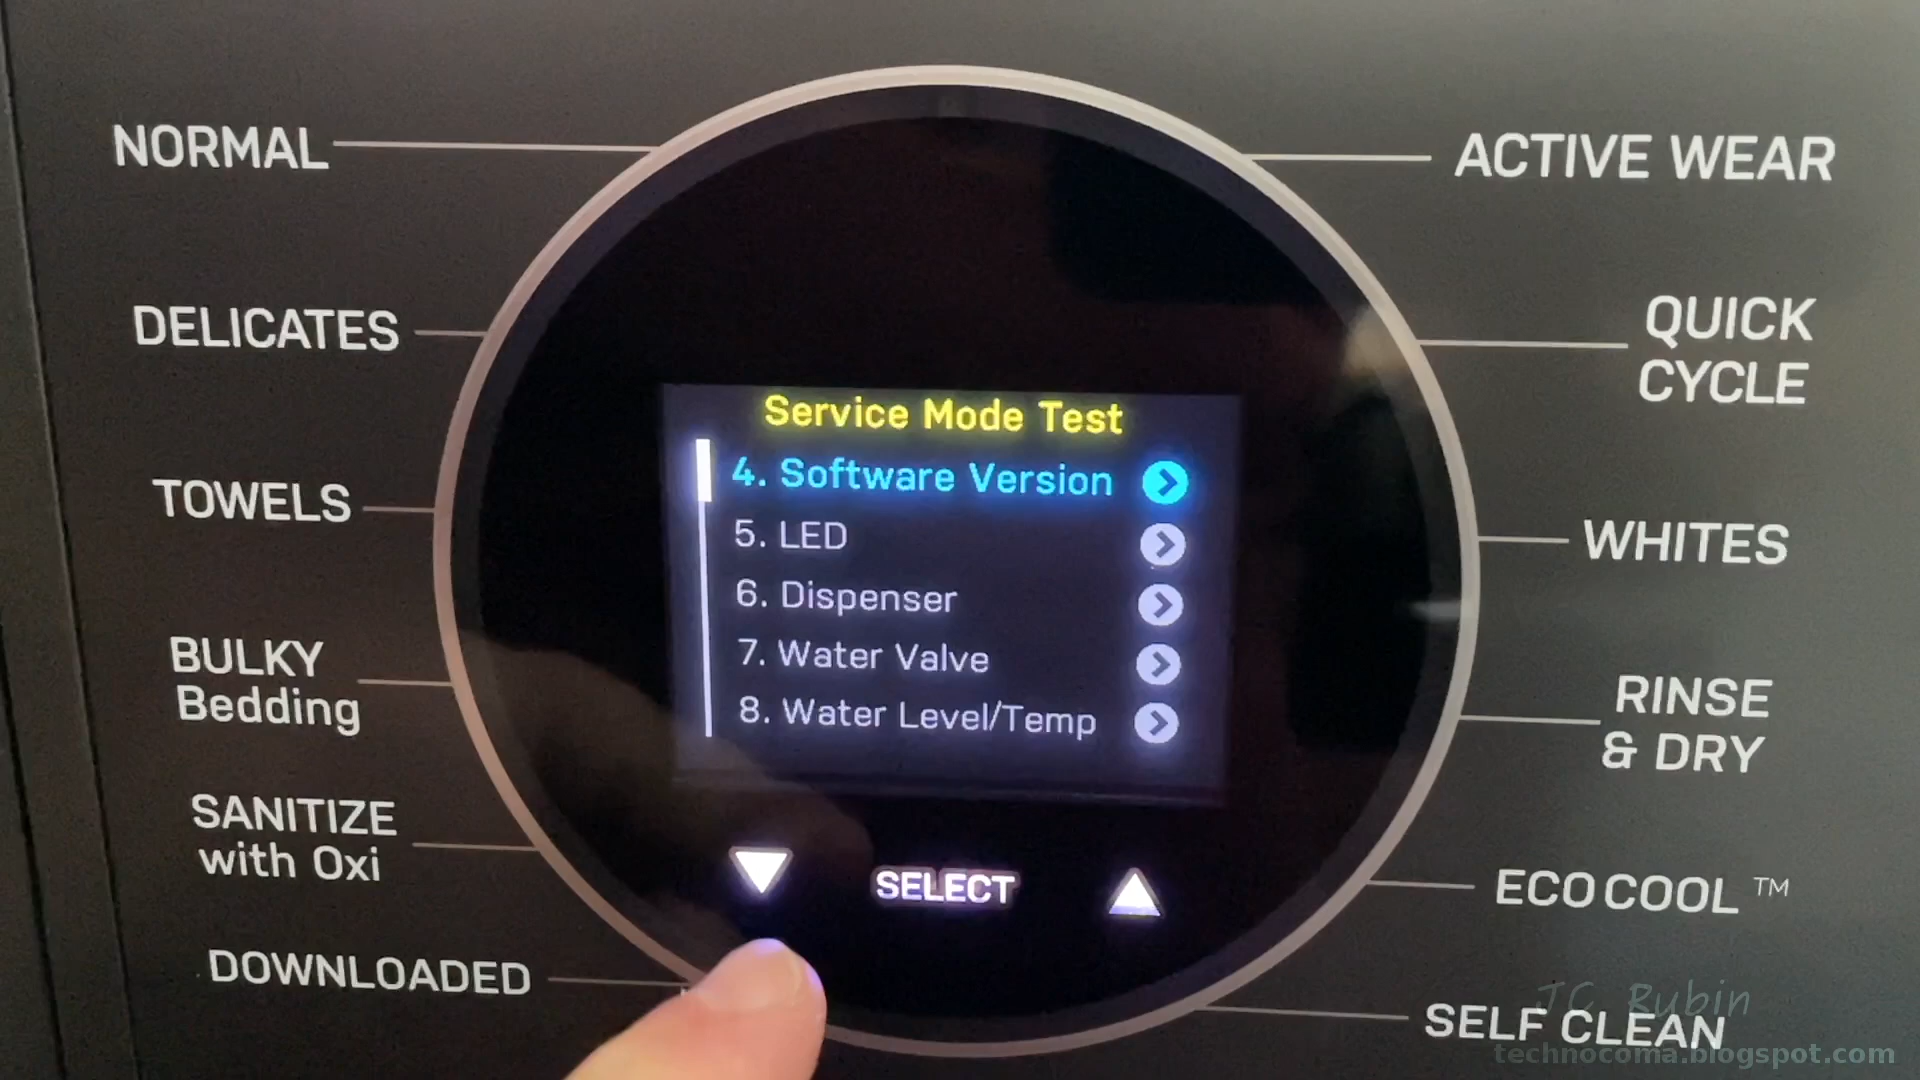 NORMAL
DELICATES
TOWELS
BULKY
Bedding
SANITIZE
with Oxi
DOWNLOADED
Service Mode Test
4. Software Version
5. LED
6. Dispenser
7. Water Valve
8. Water Level/Temp
SELECT
ACTIVE WEAR
QUICK
CYCLE
WHITES
RINSE
& DRY
ECO COOL ™
SELF CLEAN
JC Rubin
technocoma.blogspot.com